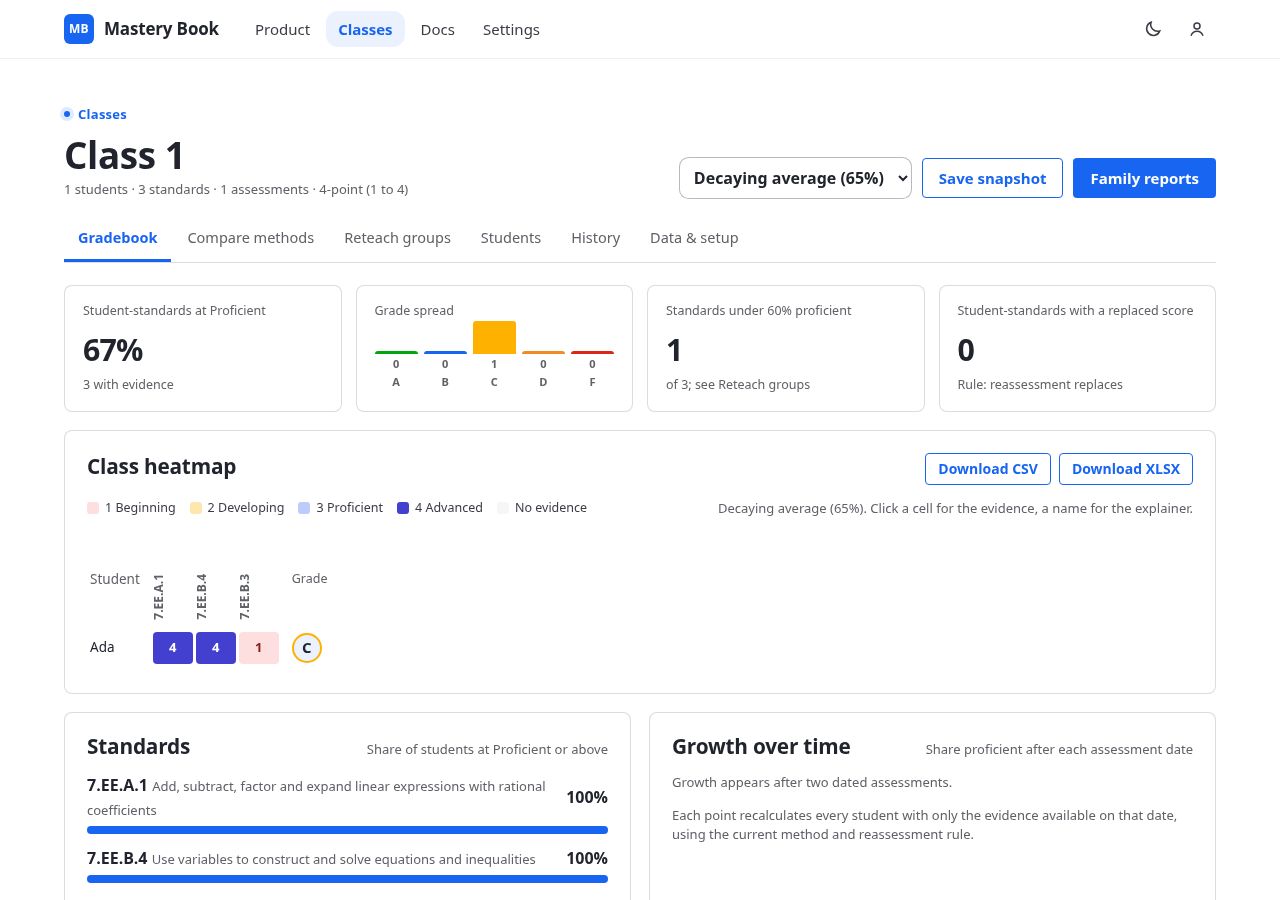 MB Mastery Book Product Classes Docs Settings
Classes
Class 1
1 students · 3 standards · 1 assessments · 4-point (1 to 4)
Decaying average (65%) Save snapshot Family reports
Gradebook Compare methods Reteach groups Students History Data & setup
Student-standards at Proficient
67%
3 with evidence
Grade spread
0 0 1 0 0
A B C D F
Standards under 60% proficient
1
of 3; see Reteach groups
Student-standards with a replaced score
0
Rule: reassessment replaces
Class heatmap
Download CSV Download XLSX
1 Beginning 2 Developing 3 Proficient 4 Advanced No evidence
Decaying average (65%). Click a cell for the evidence, a name for the explainer.
Student 7.EE.A.1 7.EE.B.4 7.EE.B.3 Grade
Ada 4 4 1 C
Standards
Share of students at Proficient or above
7.EE.A.1 Add, subtract, factor and expand linear expressions with rational
coefficients
100%
7.EE.B.4 Use variables to construct and solve equations and inequalities 100%
Growth over time
Share proficient after each assessment date
Growth appears after two dated assessments.
Each point recalculates every student with only the evidence available on that date,
using the current method and reassessment rule.